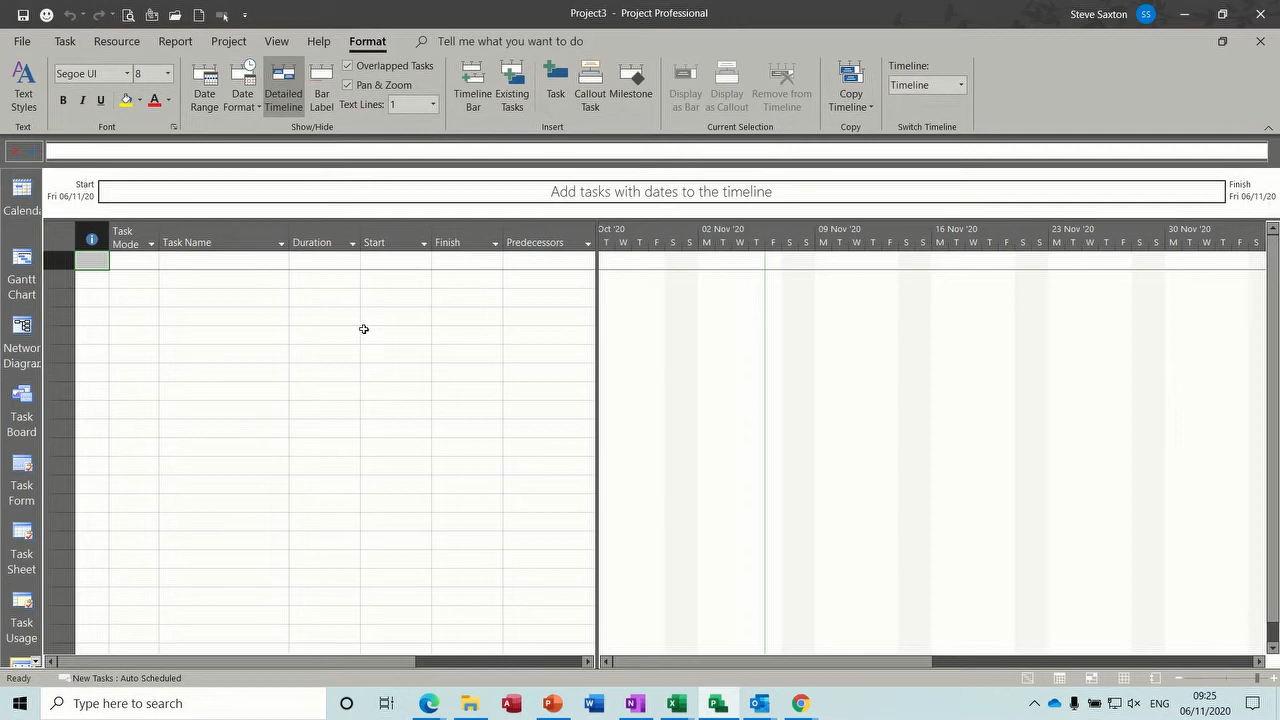 Project3 - Project Professional
Steve Saxton
SS
File
Task
Resource
Report
Project
View
Help
Format
Tell me what you want to do
Text Styles
Segoe UI
8
B
I
U
A
Date Range
Date Format
Detailed Timeline
Bar Label
Overlapped Tasks
Pan & Zoom
Text Lines: 1
Timeline Bar
Existing Tasks
Task
Callout Task
Milestone
Display as Bar
Display as Callout
Remove from Timeline
Copy Timeline
Timeline:
Timeline
Text
Font
Show/Hide
Insert
Current Selection
Copy
Switch Timeline
Start
Fri 06/11/20
Add tasks with dates to the timeline
Finish
Fri 06/11/20
Task Mode
Task Name
Duration
Start
Finish
Predecessors
Oct '20
02 Nov '20
09 Nov '20
16 Nov '20
23 Nov '20
30 Nov '20
T W T F S S M T W T F S S M T W T F S S M T W T F S S M T W T F S S M T W T F S
Calenda
Gantt Chart
Networ Diagrar
Task Board
Task Form
Task Sheet
Task Usage
Ready
New Tasks : Auto Scheduled
Type here to search
ENG
09:25
06/11/2020